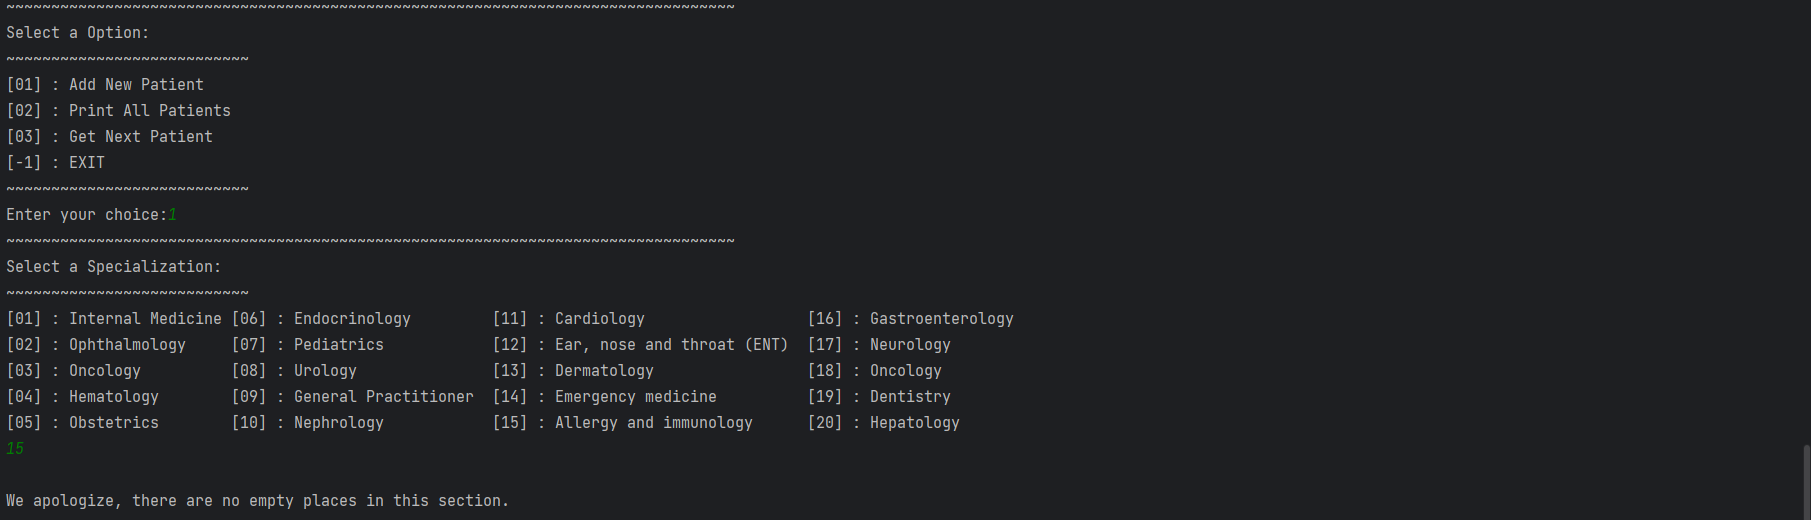 ~~~~~~~~~~~~~~~~~~~~~~~~~~~~~~~~~~~~~~~~~~~~~~~~~~~~~~~~~~~~~~~~~~~~~~~~~~~~~~~~~
Select a Option:
~~~~~~~~~~~~~~~~~~~~~~~~~~~
[01] : Add New Patient
[02] : Print All Patients
[03] : Get Next Patient
[-1] : EXIT
~~~~~~~~~~~~~~~~~~~~~~~~~~~
Enter your choice:1
~~~~~~~~~~~~~~~~~~~~~~~~~~~~~~~~~~~~~~~~~~~~~~~~~~~~~~~~~~~~~~~~~~~~~~~~~~~~~~~~~
Select a Specialization:
~~~~~~~~~~~~~~~~~~~~~~~~~~~
[01] : Internal Medicine [06] : Endocrinology         [11] : Cardiology                  [16] : Gastroenterology
[02] : Ophthalmology     [07] : Pediatrics            [12] : Ear, nose and throat (ENT)  [17] : Neurology
[03] : Oncology          [08] : Urology               [13] : Dermatology                 [18] : Oncology
[04] : Hematology        [09] : General Practitioner  [14] : Emergency medicine          [19] : Dentistry
[05] : Obstetrics        [10] : Nephrology            [15] : Allergy and immunology      [20] : Hepatology
15
We apologize, there are no empty places in this section.